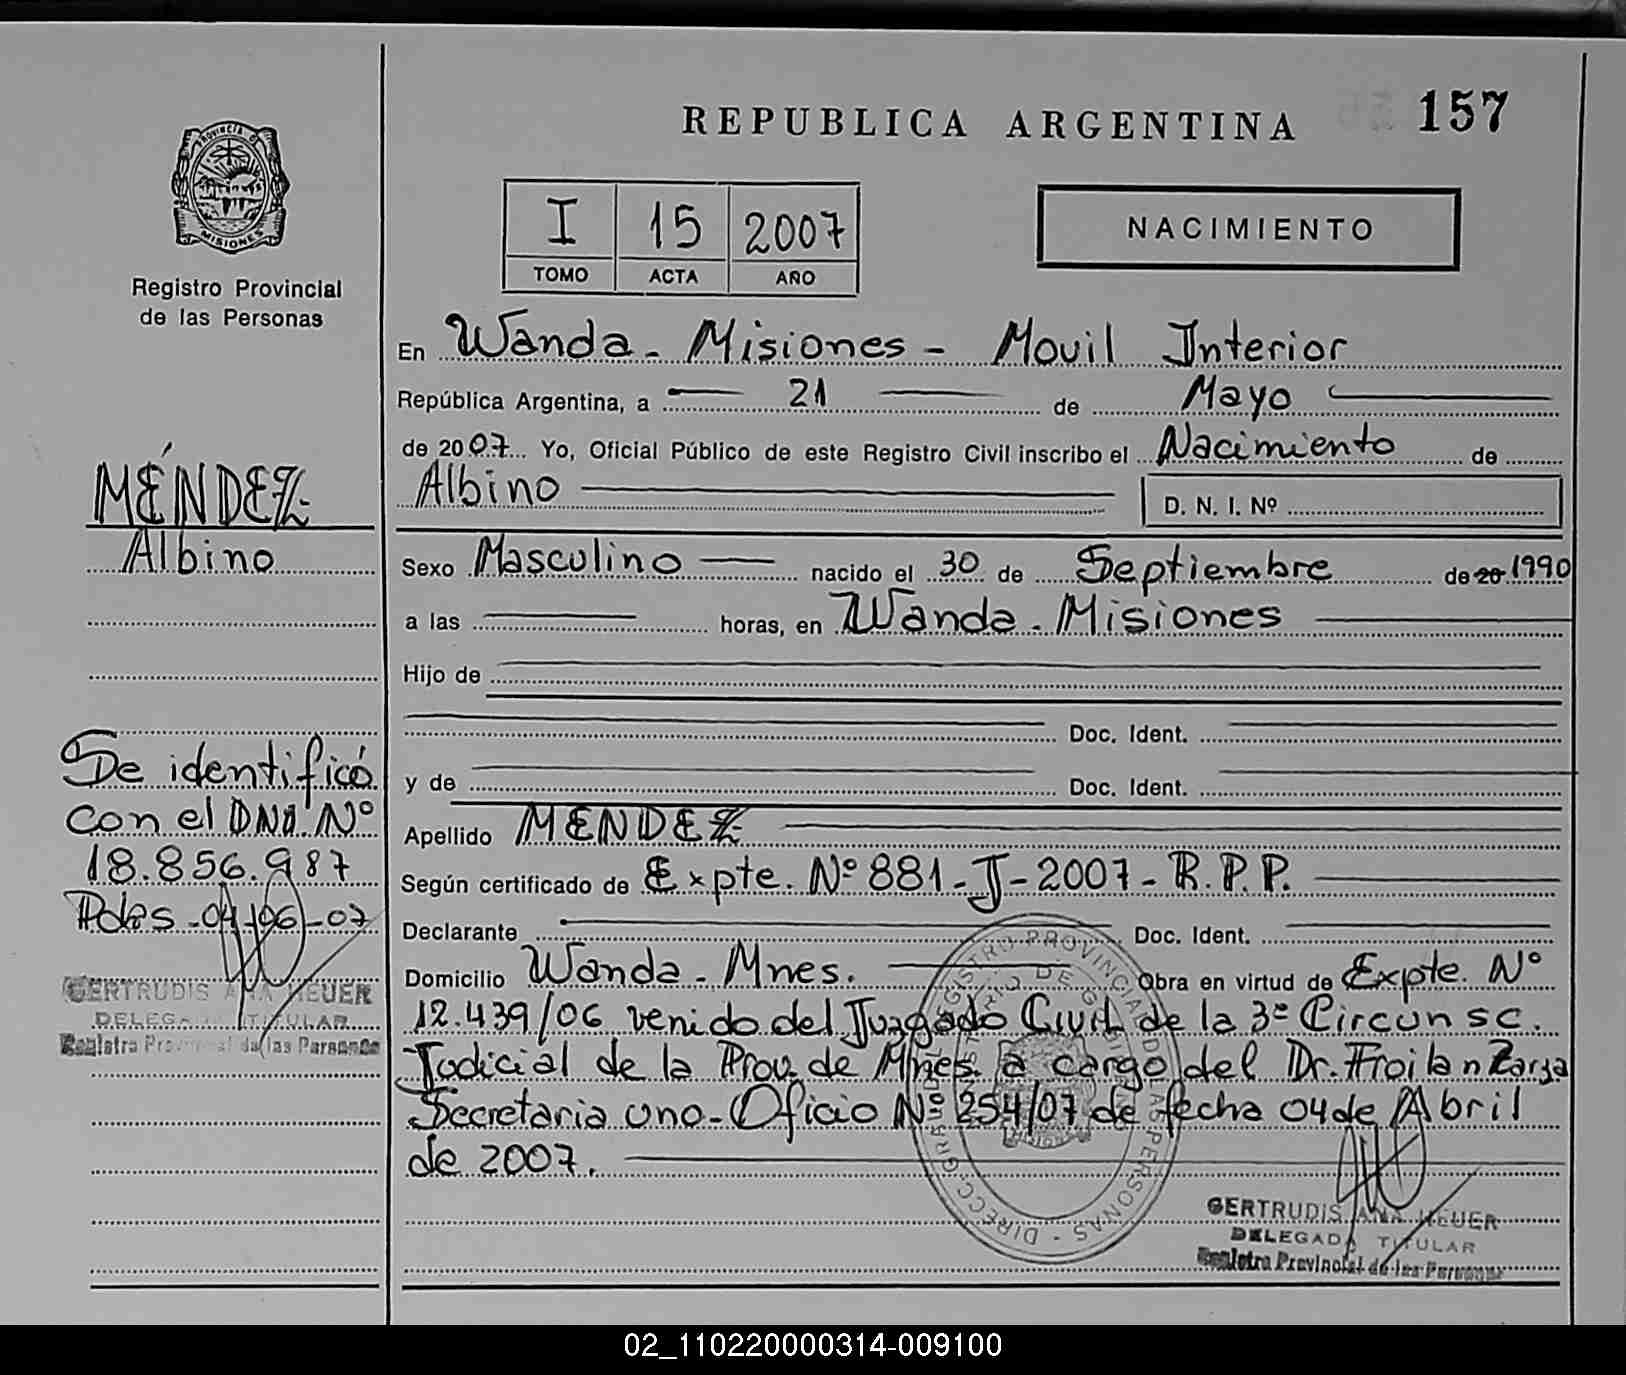 REPUBLICA ARGENTINA 157
PROVINCIA DE
MISIONES
Registro Provincial
de las Personas
I 15 2007
TOMO ACTA AÑO
NACIMIENTO
En Wanda - Misiones - Movil Interior
República Argentina, a 21 de Mayo
de 2007 Yo, Oficial Público de este Registro Civil inscribo el Nacimiento de
Albino D. N. I. Nº
Sexo Masculino nacido el 30 de Septiembre de 20 1990
a las horas, en Wanda - Misiones
Hijo de
Doc. Ident.
y de Doc. Ident.
Apellido MENDEZ
Según certificado de Expte. Nº 881 - J - 2007 - R.P.P.
Declarante Doc. Ident.
Domicilio Wanda - Mnes. Obra en virtud de Expte. Nº
12.439/06 venido del Juzgado Civil de la 3º Circunsc.
Judicial de la Prov. de Mnes. a cargo del Dr. Froilan Zarza
Secretaria uno - Oficio Nº 254/07 de fecha 04 de Abril
de 2007.
GERTRUDIS ANA HEUER
DELEGADA TITULAR
Registro Provincial de las Personas
MÉNDEZ
Albino
Se identificó
con el DNI. Nº
18.856.987
Pdas - 04-06-07
GERTRUDIS ANA HEUER
DELEGADA TITULAR
Registro Provincial de las Personas
02_110220000314-009100